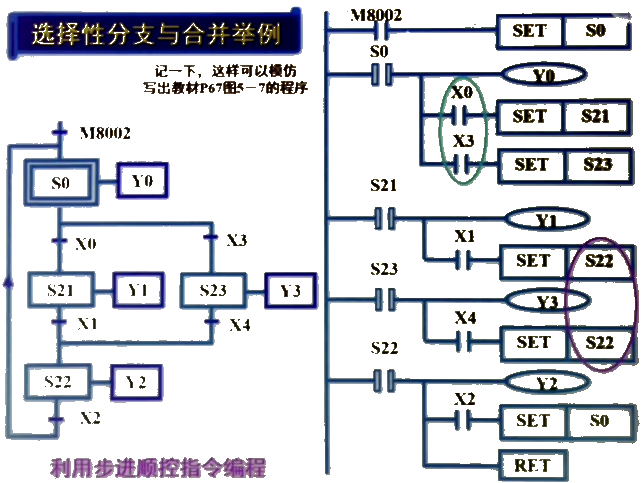 选择性分支与合并举例
记一下，这样可以模仿
写出教材P67图5－7的程序
M8002
S0 Y0
X0 X3
S21 Y1 S23 Y3
X1 X4
S22 Y2
X2
利用步进顺控指令编程
M8002
SET S0
S0
Y0
X0
SET S21
X3
SET S23
S21
Y1
X1
SET S22
S23
Y3
X4
SET S22
S22
Y2
X2
SET S0
RET